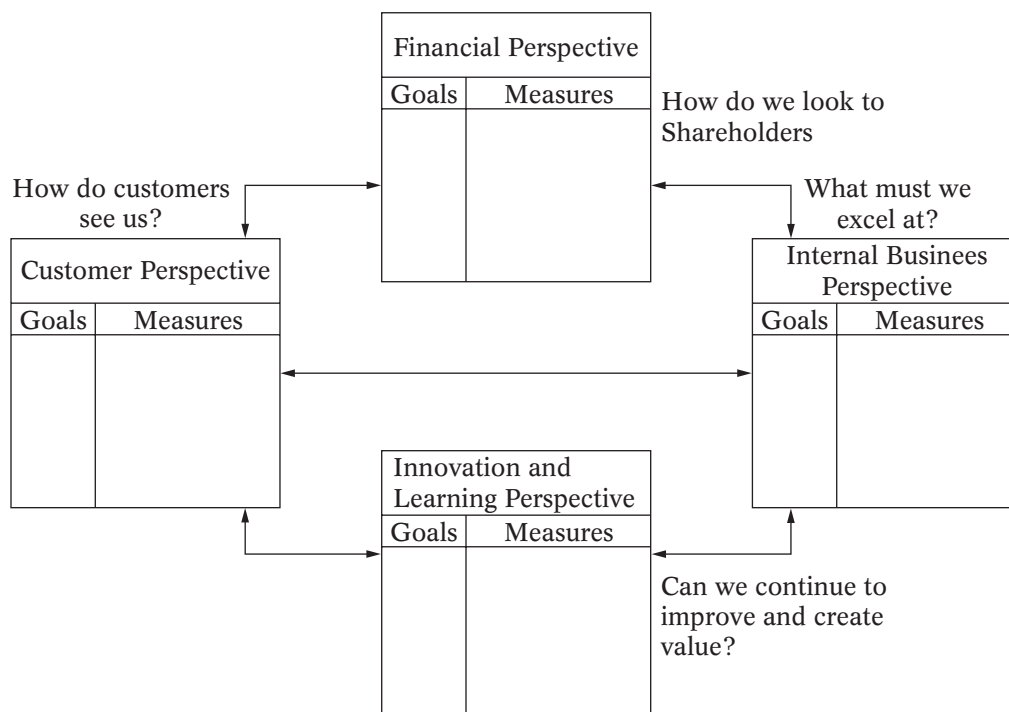 Financial Perspective
Goals Measures
How do we look to
Shareholders
How do customers
see us?
What must we
excel at?
Customer Perspective
Goals Measures
Internal Businees
Perspective
Goals Measures
Innovation and
Learning Perspective
Goals Measures
Can we continue to
improve and create
value?